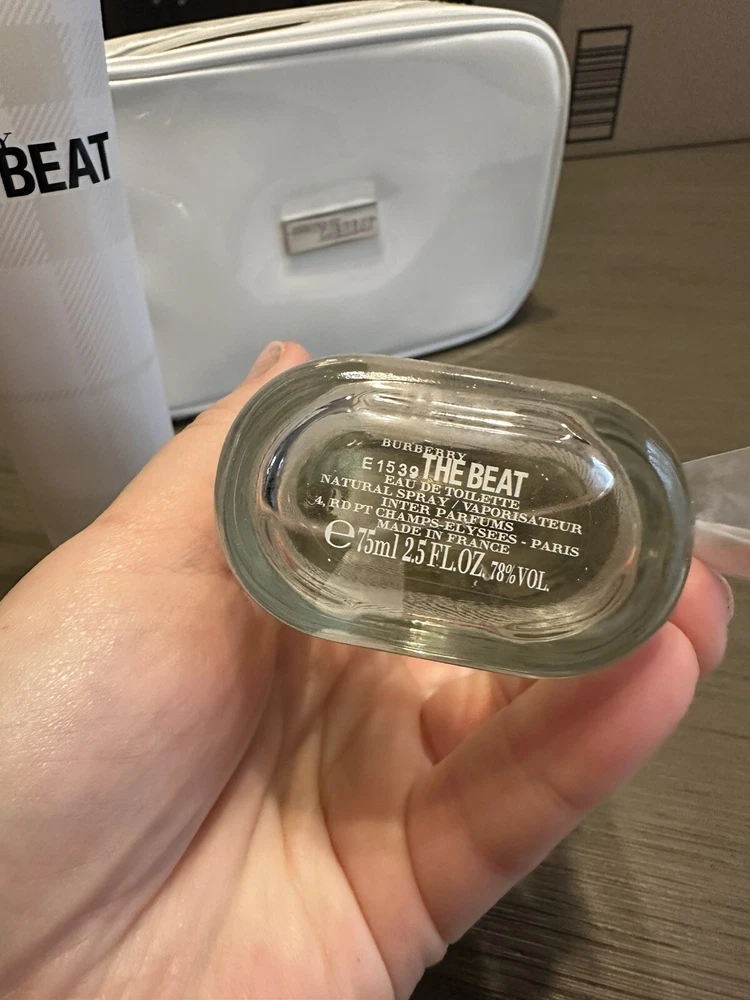 BEAT
BURBERRY
E1539 THE BEAT
EAU DE TOILETTE
NATURAL SPRAY / VAPORISATEUR
INTER PARFUMS
4, RD PT CHAMPS-ELYSEES - PARIS
MADE IN FRANCE
℮ 75ml 2.5 FL.OZ. 78% VOL.